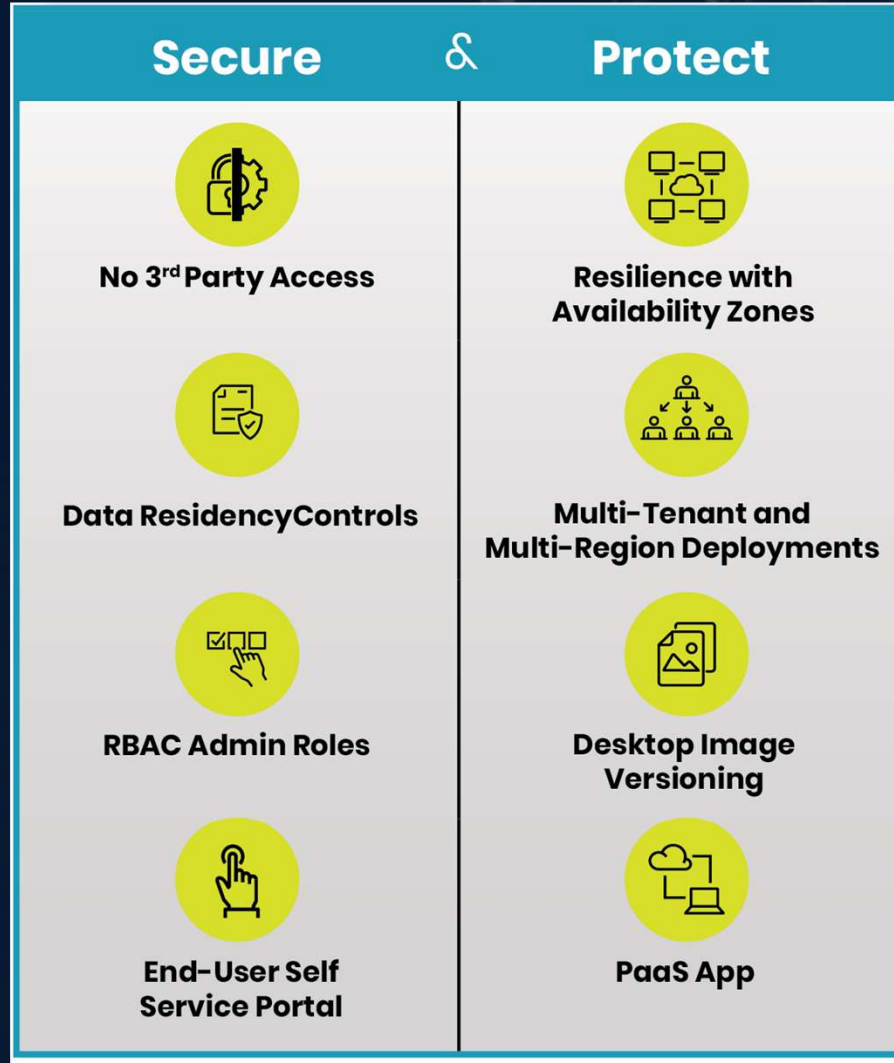 Secure & Protect
No 3rd Party Access
Resilience with
Availability Zones
Data ResidencyControls
Multi-Tenant and
Multi-Region Deployments
RBAC Admin Roles
Desktop Image
Versioning
End-User Self
Service Portal
PaaS App